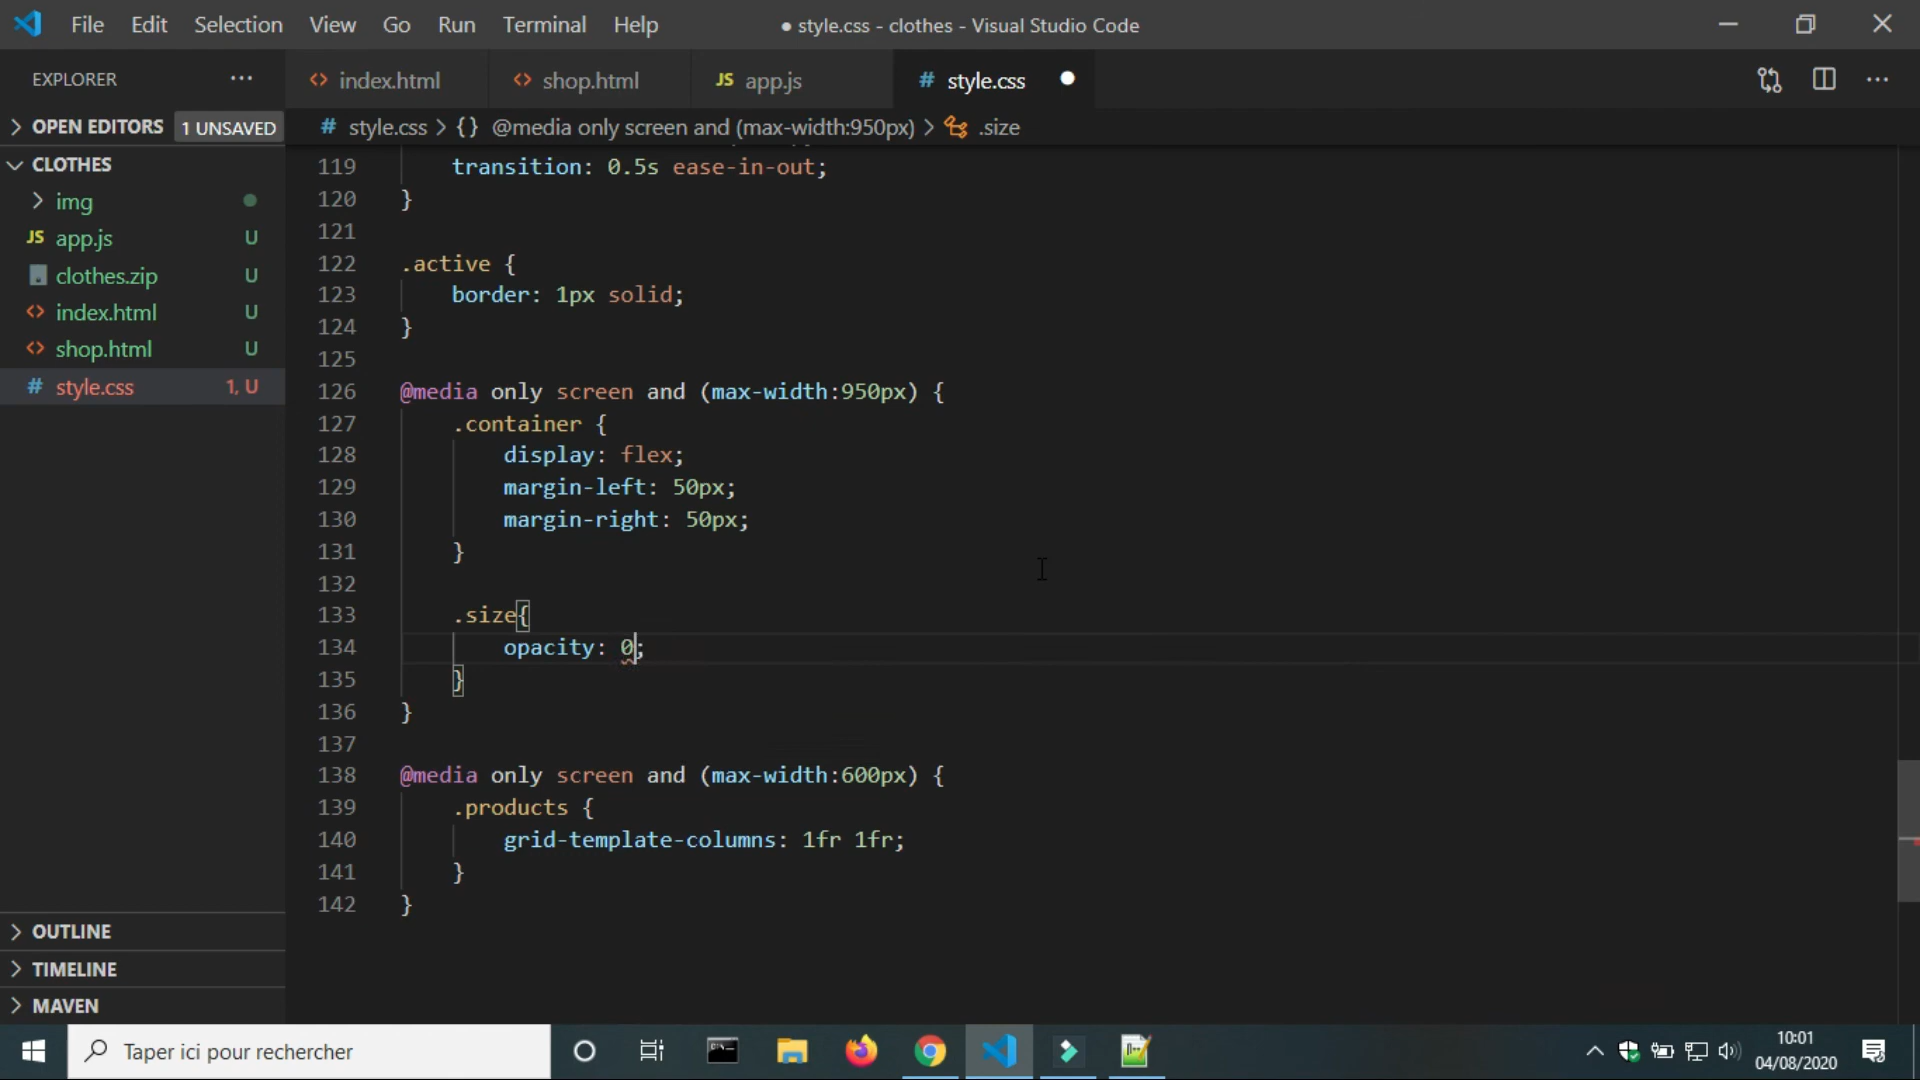 File Edit Selection View Go Run Terminal Help
● style.css - clothes - Visual Studio Code
EXPLORER
index.html
shop.html
JS app.js
# style.css
OPEN EDITORS 1 UNSAVED
# style.css > {} @media only screen and (max-width:950px) > .size
CLOTHES
img
JS app.js U
clothes.zip U
index.html U
shop.html U
# style.css 1, U
OUTLINE
TIMELINE
MAVEN
119 transition: 0.5s ease-in-out;
120 }
121
122 .active {
123 border: 1px solid;
124 }
125
126 @media only screen and (max-width:950px) {
127 .container {
128 display: flex;
129 margin-left: 50px;
130 margin-right: 50px;
131 }
132
133 .size{
134 opacity: 0;
135 }
136 }
137
138 @media only screen and (max-width:600px) {
139 .products {
140 grid-template-columns: 1fr 1fr;
141 }
142 }
Taper ici pour rechercher
10:01
04/08/2020